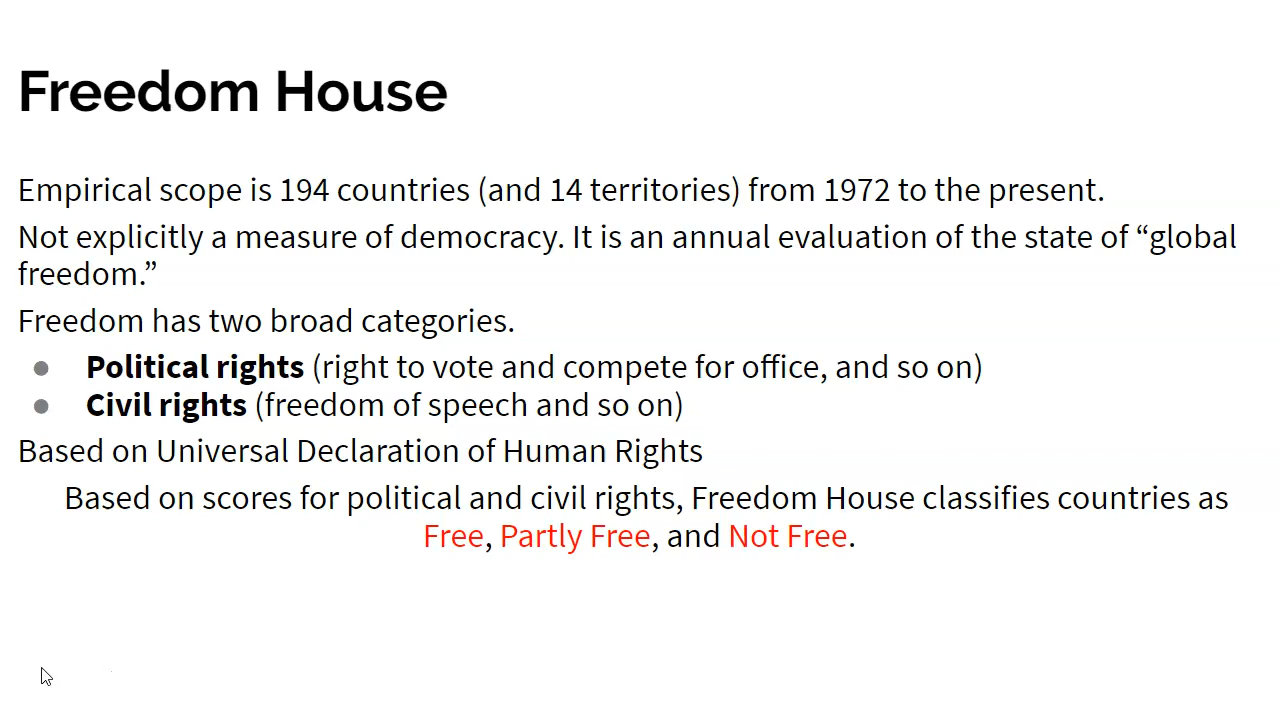 Freedom House
Empirical scope is 194 countries (and 14 territories) from 1972 to the present.
Not explicitly a measure of democracy. It is an annual evaluation of the state of “global
freedom.”
Freedom has two broad categories.
● Political rights (right to vote and compete for office, and so on)
● Civil rights (freedom of speech and so on)
Based on Universal Declaration of Human Rights
Based on scores for political and civil rights, Freedom House classifies countries as
Free, Partly Free, and Not Free.